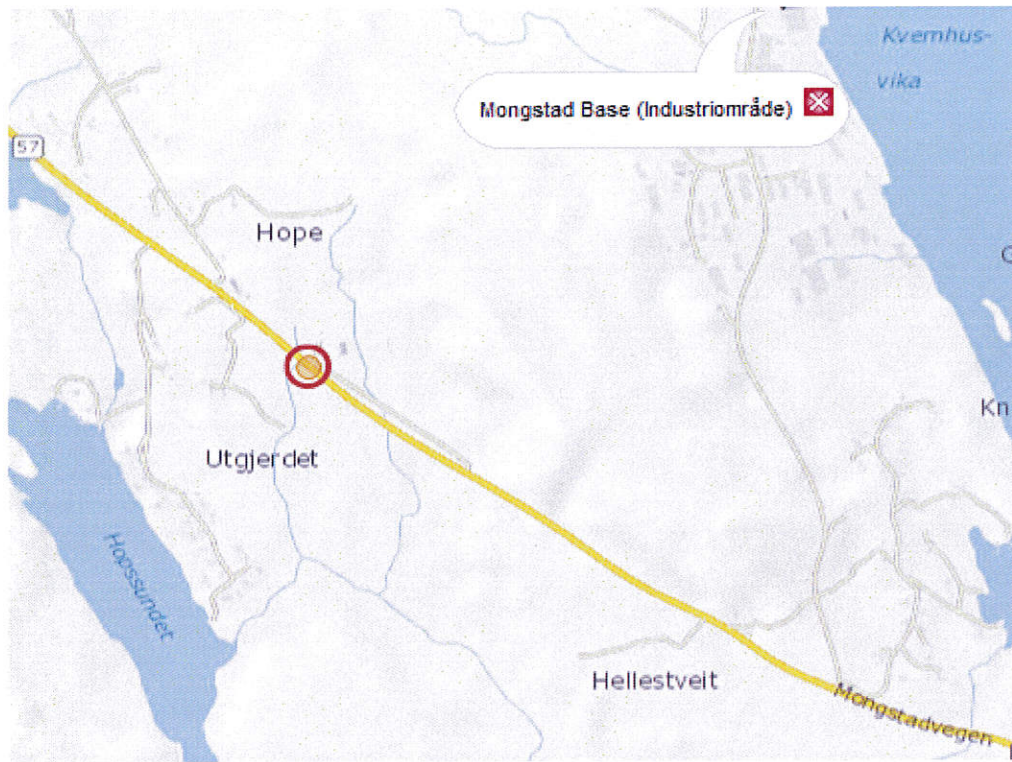 Kvernhus-
vika
Mongstad Base (Industriområde)
57
Hope
Kn
Utgjerdet
Hopssundet
Hellestveit
Mongstadvegen